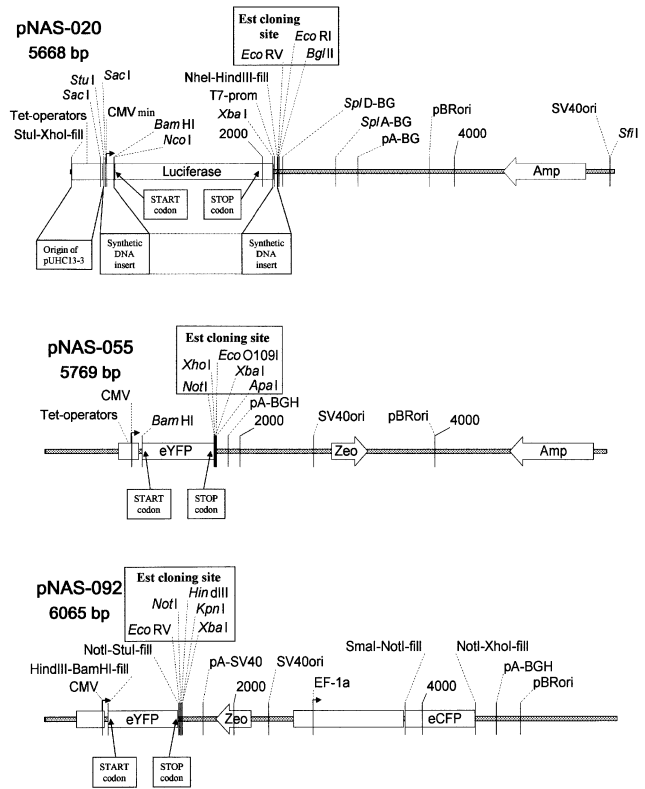 pNAS-020
5668 bp
Est cloning
site
Eco RI
Eco RV
Bgl II
Stu I
Sac I
Sac I
NheI-HindIII-fill
Tet-operators
CMV min
T7-prom
Spl D-BG
StuI-XhoI-fill
Bam HI
Xba I
Spl A-BG
pBRori
SV40ori
Nco I
2000
pA-BG
4000
Sfi I
Luciferase
Amp
START
codon
STOP
codon
Origin of
pUHC13-3
Synthetic
DNA
insert
Synthetic
DNA
insert
pNAS-055
5769 bp
Est cloning site
Eco O109I
Xho I
Xba I
Not I
Apa I
CMV
pA-BGH
Tet-operators
Bam HI
2000
SV40ori
pBRori
4000
eYFP
Zeo
Amp
START
codon
STOP
codon
pNAS-092
6065 bp
Est cloning site
Hin dIII
Not I
Kpn I
Eco RV
Xba I
NotI-StuI-fill
SmaI-NotI-fill
NotI-XhoI-fill
HindIII-BamHI-fill
pA-SV40
SV40ori
pA-BGH
CMV
2000
EF-1a
4000
pBRori
eYFP
Zeo
eCFP
START
codon
STOP
codon